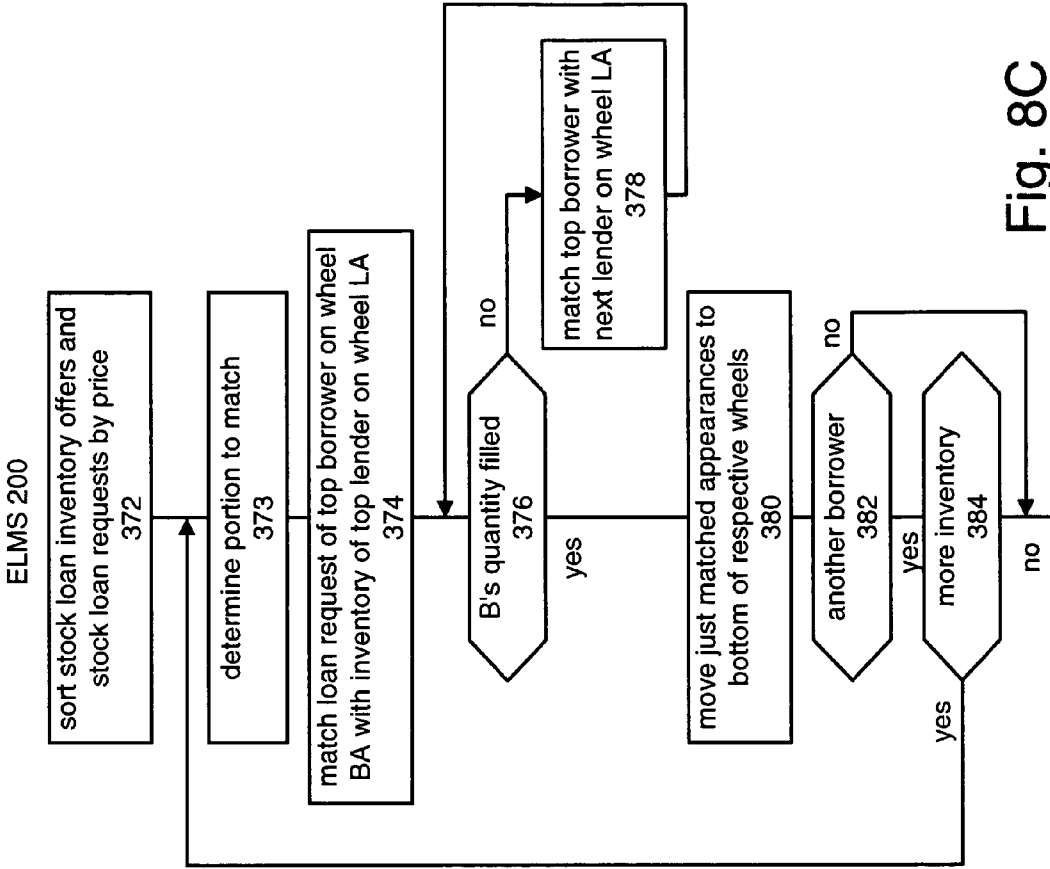 ELMS 200
sort stock loan inventory offers and
stock loan requests by price
372
determine portion to match
373
match loan request of top borrower on wheel
BA with inventory of top lender on wheel LA
374
B's quantity filled
376
no
yes
match top borrower with
next lender on wheel LA
378
move just matched appearances to
bottom of respective wheels
380
another borrower
382
no
yes
more inventory
384
yes
no
Fig. 8C